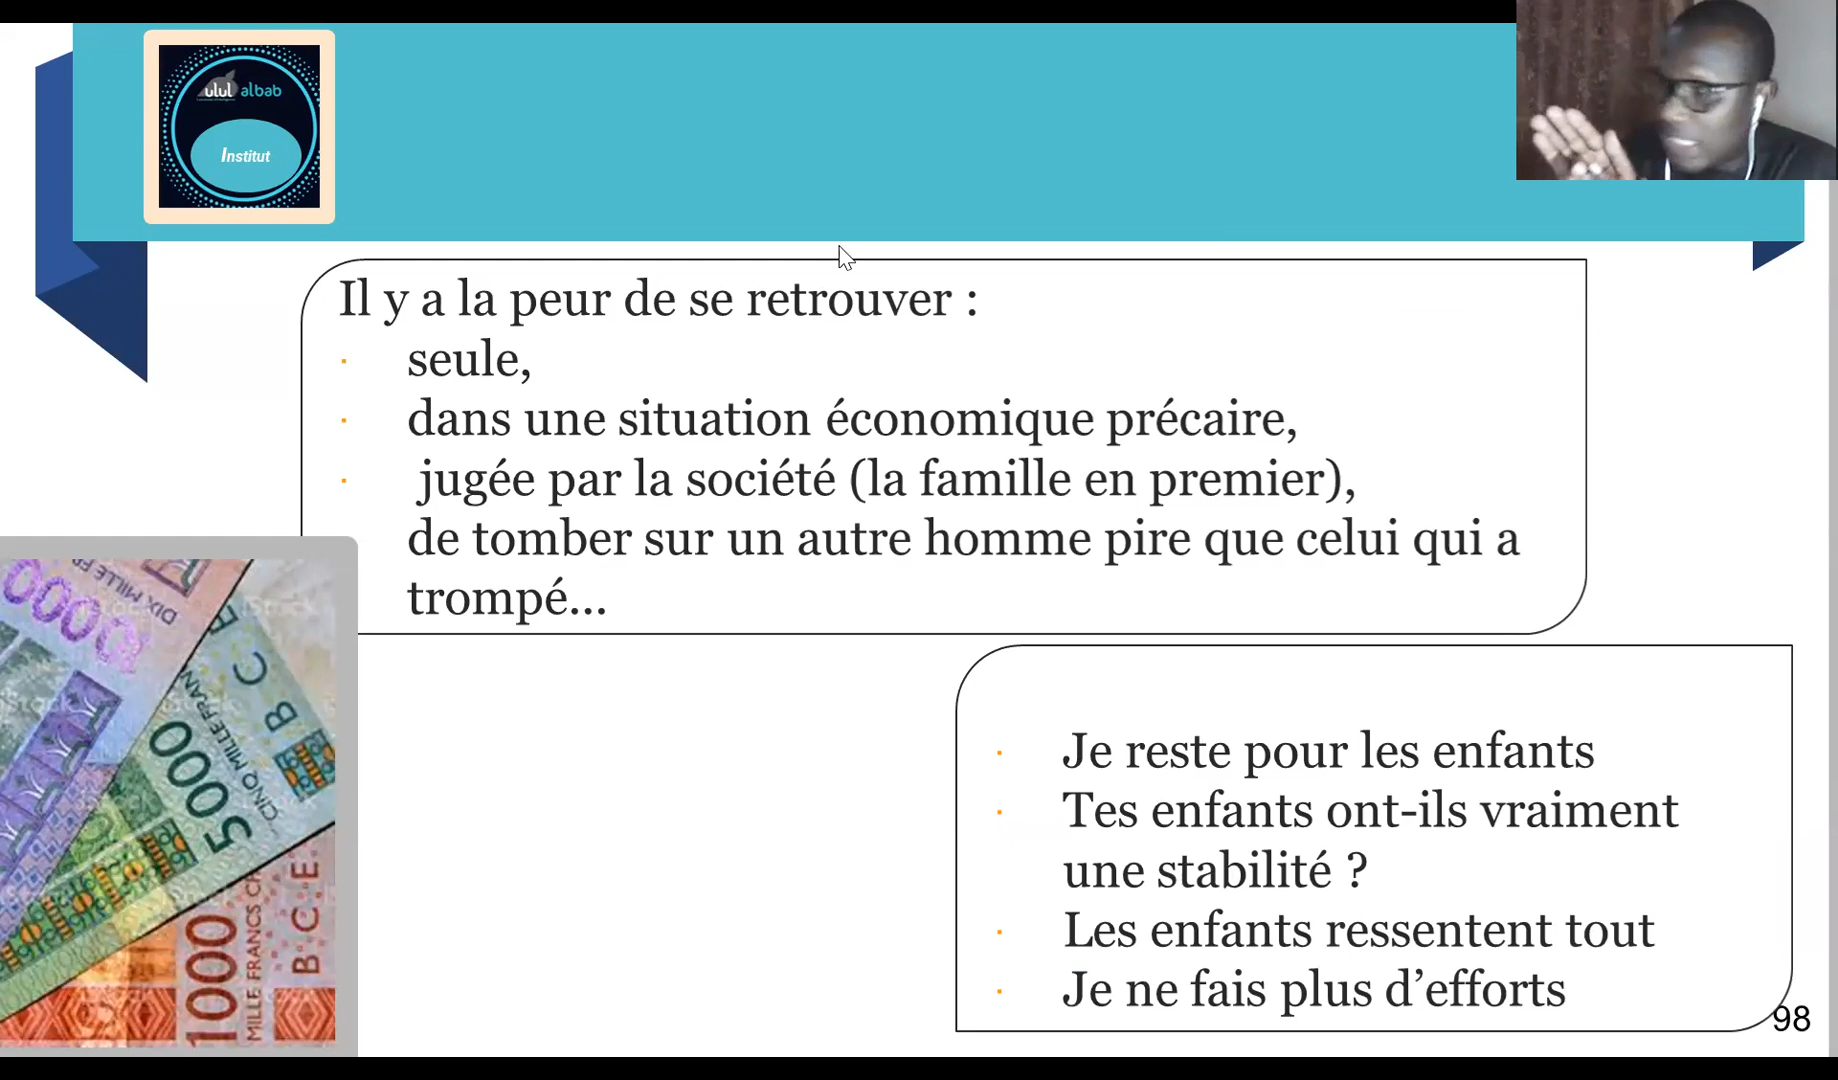 ulul albab
Institut
Il y a la peur de se retrouver :
· seule,
· dans une situation économique précaire,
· jugée par la société (la famille en premier),
de tomber sur un autre homme pire que celui qui a
trompé...
DIX MILLE
5000
CINQ MILLE FRAN
B C E
1000
MILLE FRANCS CF
B.C.E.
· Je reste pour les enfants
· Tes enfants ont-ils vraiment
une stabilité ?
· Les enfants ressentent tout
· Je ne fais plus d’efforts
98